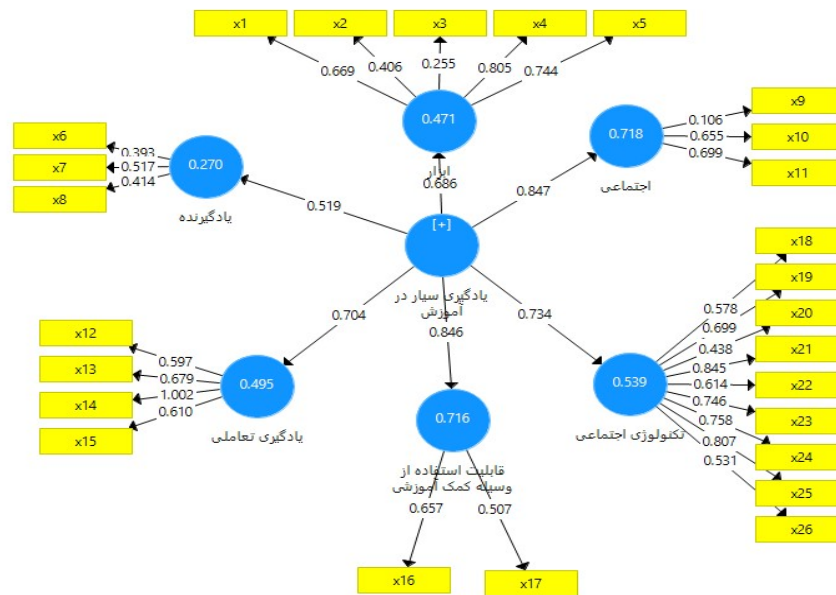 x1
x2
x3
x4
x5
0.669
0.406
0.255
0.805
0.744
0.471
ابزار
0.686
x6
x7
x8
0.393
0.517
0.414
0.270
یادگیرنده
0.519
0.718
اجتماعی
0.847
0.106
0.655
0.699
x9
x10
x11
[+]
یادگیری سیار در
آموزش
0.704
0.846
0.734
x12
x13
x14
x15
0.597
0.679
1.002
0.610
0.495
یادگیری تعاملی
0.716
قابلیت استفاده از
وسیله کمک آموزشی
0.657
0.507
x16
x17
0.539
تکنولوژی اجتماعی
0.578
0.699
0.438
0.845
0.614
0.746
0.758
0.807
0.531
x18
x19
x20
x21
x22
x23
x24
x25
x26